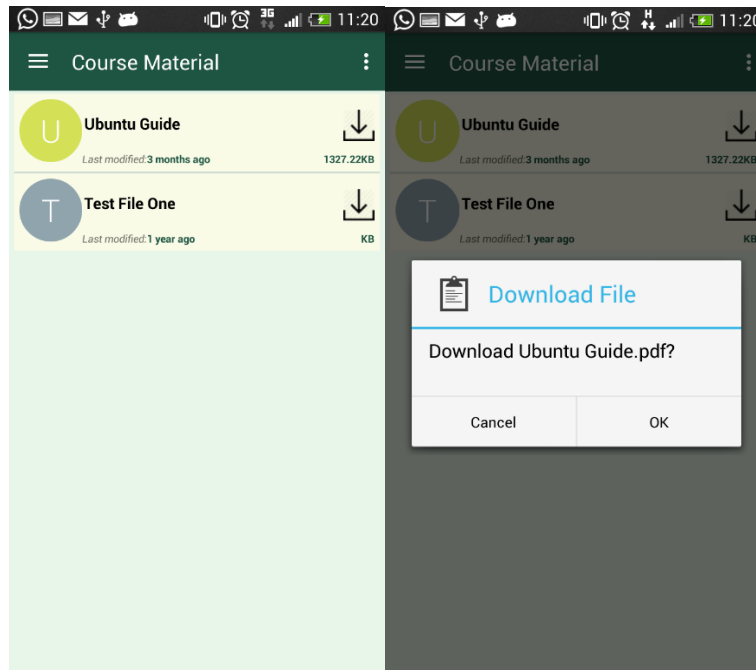 3G 11:20
Course Material
U Ubuntu Guide
Last modified:3 months ago 1327.22KB
T Test File One
Last modified:1 year ago KB
H 11:20
Course Material
U Ubuntu Guide
Last modified:3 months ago 1327.22KB
T Test File One
Last modified:1 year ago KB
Download File
Download Ubuntu Guide.pdf?
Cancel OK